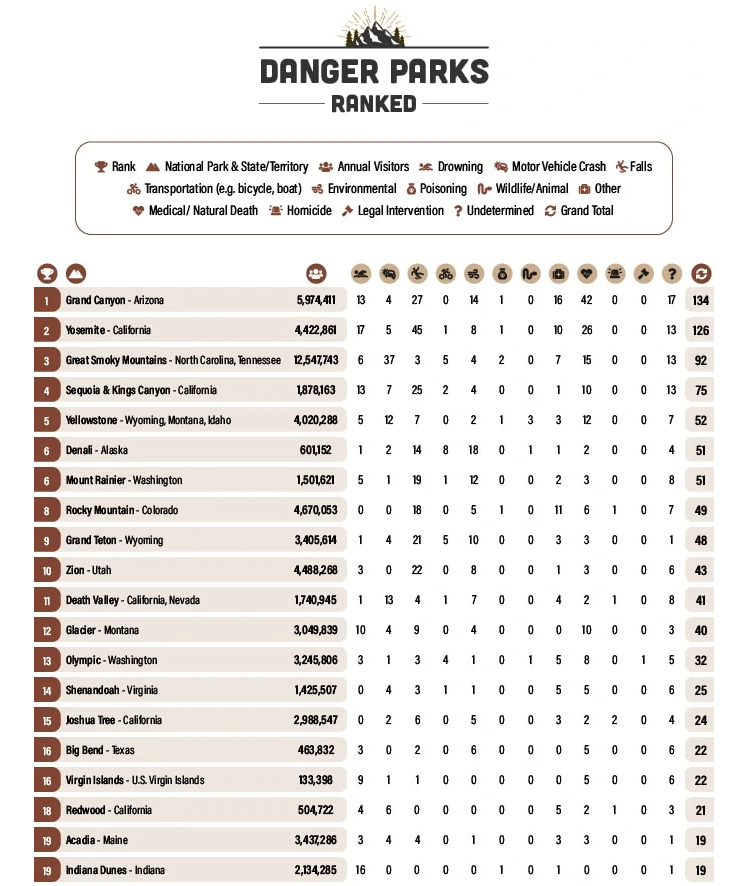 DANGER PARKS
RANKED
Rank National Park & State/Territory Annual Visitors Drowning Motor Vehicle Crash Falls
Transportation (e.g. bicycle, boat) Environmental Poisoning Wildlife/Animal Other
Medical/ Natural Death Homicide Legal Intervention Undetermined Grand Total
1 Grand Canyon - Arizona 5,974,411 13 4 27 0 14 1 0 16 42 0 0 17 134
2 Yosemite - California 4,422,861 17 5 45 1 8 1 0 10 26 0 0 13 126
3 Great Smoky Mountains - North Carolina, Tennessee 12,547,743 6 37 3 5 4 2 0 7 15 0 0 13 92
4 Sequoia & Kings Canyon - California 1,878,163 13 7 25 2 4 0 0 1 10 0 0 13 75
5 Yellowstone - Wyoming, Montana, Idaho 4,020,288 5 12 7 0 2 1 3 3 12 0 0 7 52
6 Denali - Alaska 601,152 1 2 14 8 18 0 1 1 2 0 0 4 51
6 Mount Rainier - Washington 1,501,621 5 1 19 1 12 0 0 2 3 0 0 8 51
8 Rocky Mountain - Colorado 4,670,053 0 0 18 0 5 1 0 11 6 1 0 7 49
9 Grand Teton - Wyoming 3,405,614 1 4 21 5 10 0 0 3 3 0 0 1 48
10 Zion - Utah 4,488,268 3 0 22 0 8 0 0 1 3 0 0 6 43
11 Death Valley - California, Nevada 1,740,945 1 13 4 1 7 0 0 4 2 1 0 8 41
12 Glacier - Montana 3,049,839 10 4 9 0 4 0 0 0 10 0 0 3 40
13 Olympic - Washington 3,245,806 3 1 3 4 1 0 1 5 8 0 1 5 32
14 Shenandoah - Virginia 1,425,507 0 4 3 1 1 0 0 5 5 0 0 6 25
15 Joshua Tree - California 2,988,547 0 2 6 0 5 0 0 3 2 2 0 4 24
16 Big Bend - Texas 463,832 3 0 2 0 6 0 0 0 5 0 0 6 22
16 Virgin Islands - U.S. Virgin Islands 133,398 9 1 1 0 0 0 0 0 5 0 0 6 22
18 Redwood - California 504,722 4 6 0 0 0 0 0 5 2 1 0 3 21
19 Acadia - Maine 3,437,286 3 4 4 0 1 0 0 3 3 0 0 1 19
19 Indiana Dunes - Indiana 2,134,285 16 0 0 0 0 1 0 1 0 0 0 1 19